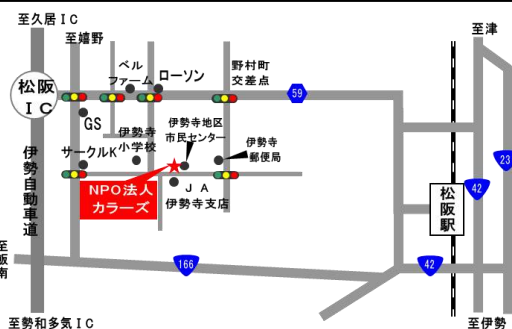 至久居ＩＣ
至嬉野
至津
ベル
ファーム
ローソン
野村町
交差点
松阪
ＩＣ
59
GS
伊勢寺
小学校
伊勢寺地区
市民センター
伊勢寺
郵便局
サークルK
伊勢自動車道
NPO法人
カラーズ
ＪＡ
伊勢寺支店
松阪駅
23
42
至飯南
166
42
至勢和多気ＩＣ
至伊勢